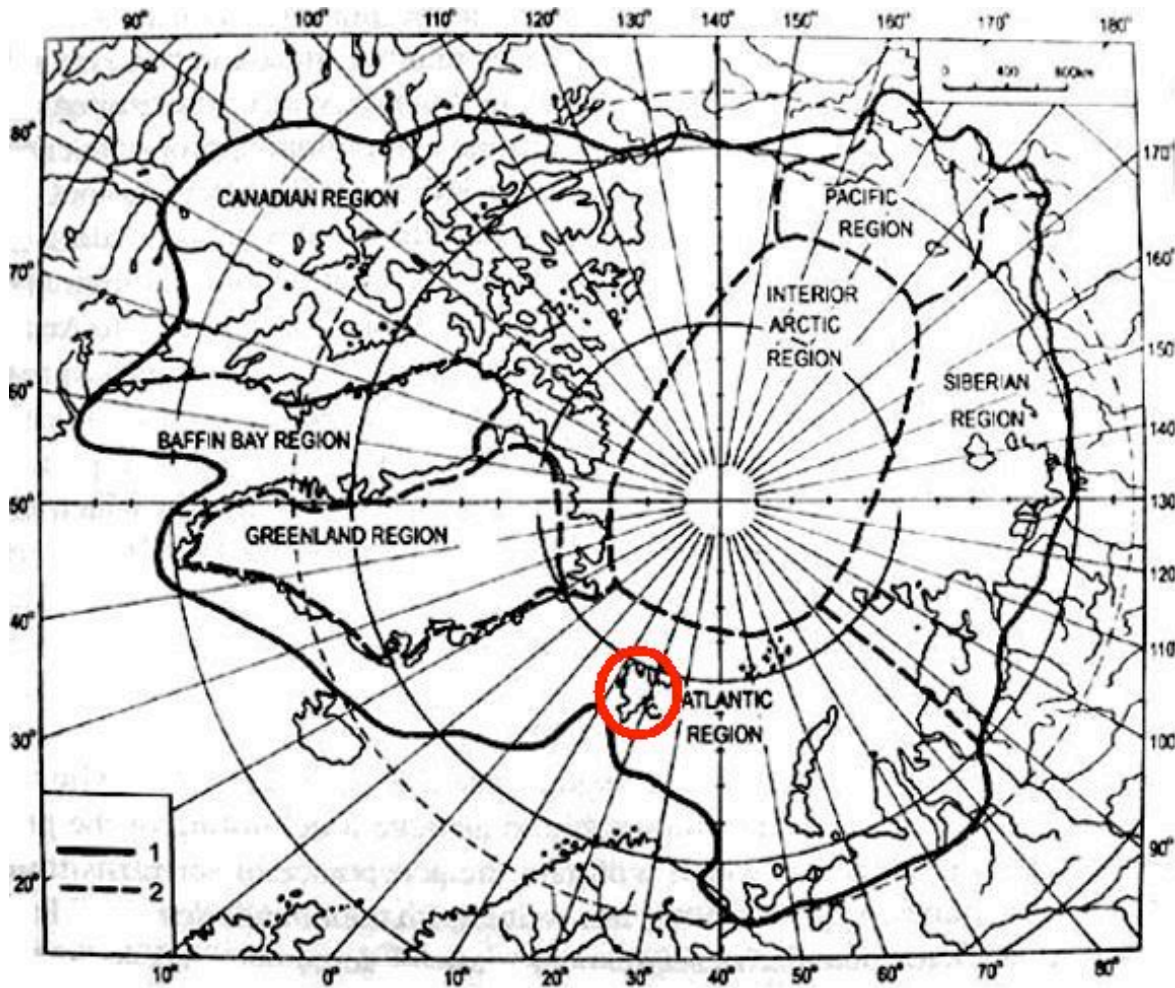 90° 100° 110° 120° 130° 140° 150° 160° 170° 180°
0 400 800km
80°
170°
CANADIAN REGION
PACIFIC
REGION
70°
160°
INTERIOR
ARCTIC
REGION
150°
60°
SIBERIAN
REGION
140°
BAFFIN BAY REGION
130°
50°
GREENLAND REGION
120°
40°
110°
ATLANTIC
REGION
30°
100°
1
2
90°
20°
10° 0° 10° 20° 30° 40° 50° 60° 70° 80°